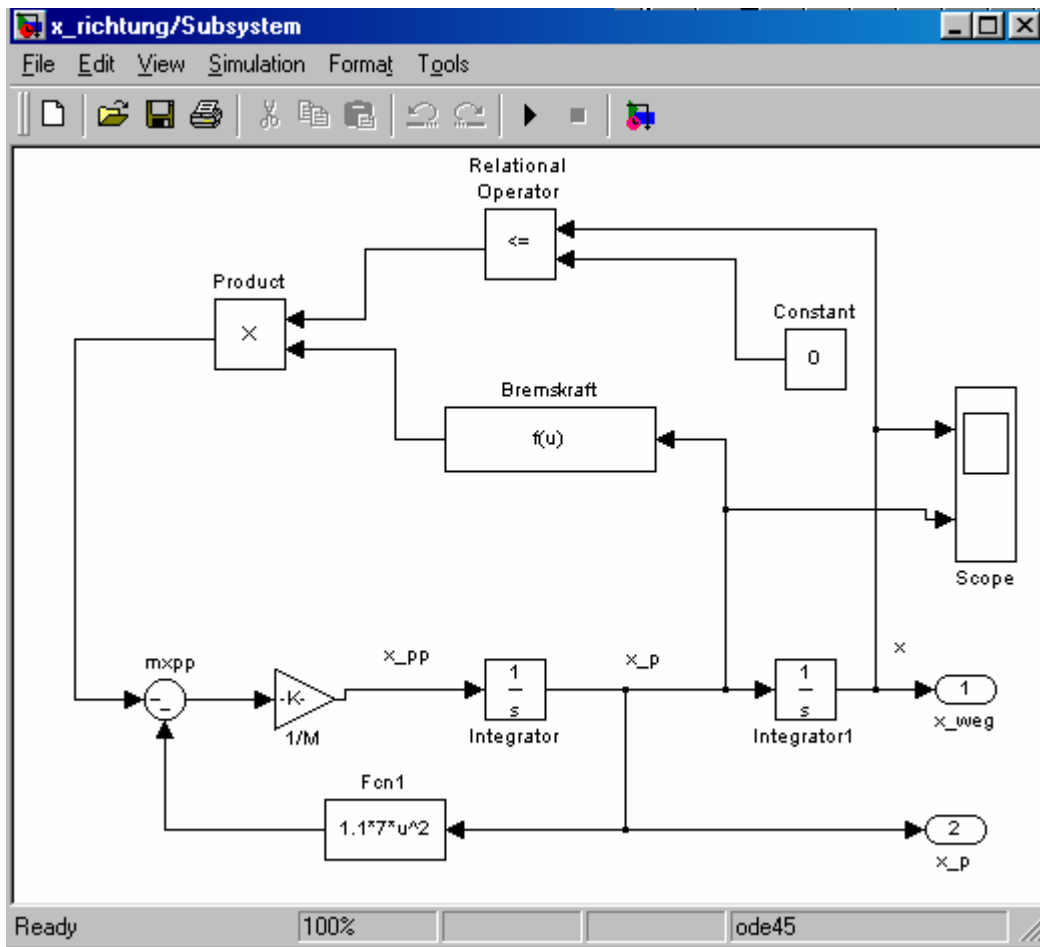 x_richtung/Subsystem
File Edit View Simulation Format Tools
Relational
Operator
<=
Product
×
Constant
0
Bremskraft
f(u)
Scope
mxpp
--
-K-
1/M
x_pp
1
s
Integrator
x_p
1
s
Integrator1
x
1
x_weg
Fcn1
1.1*7*u^2
2
x_p
Ready 100% ode45